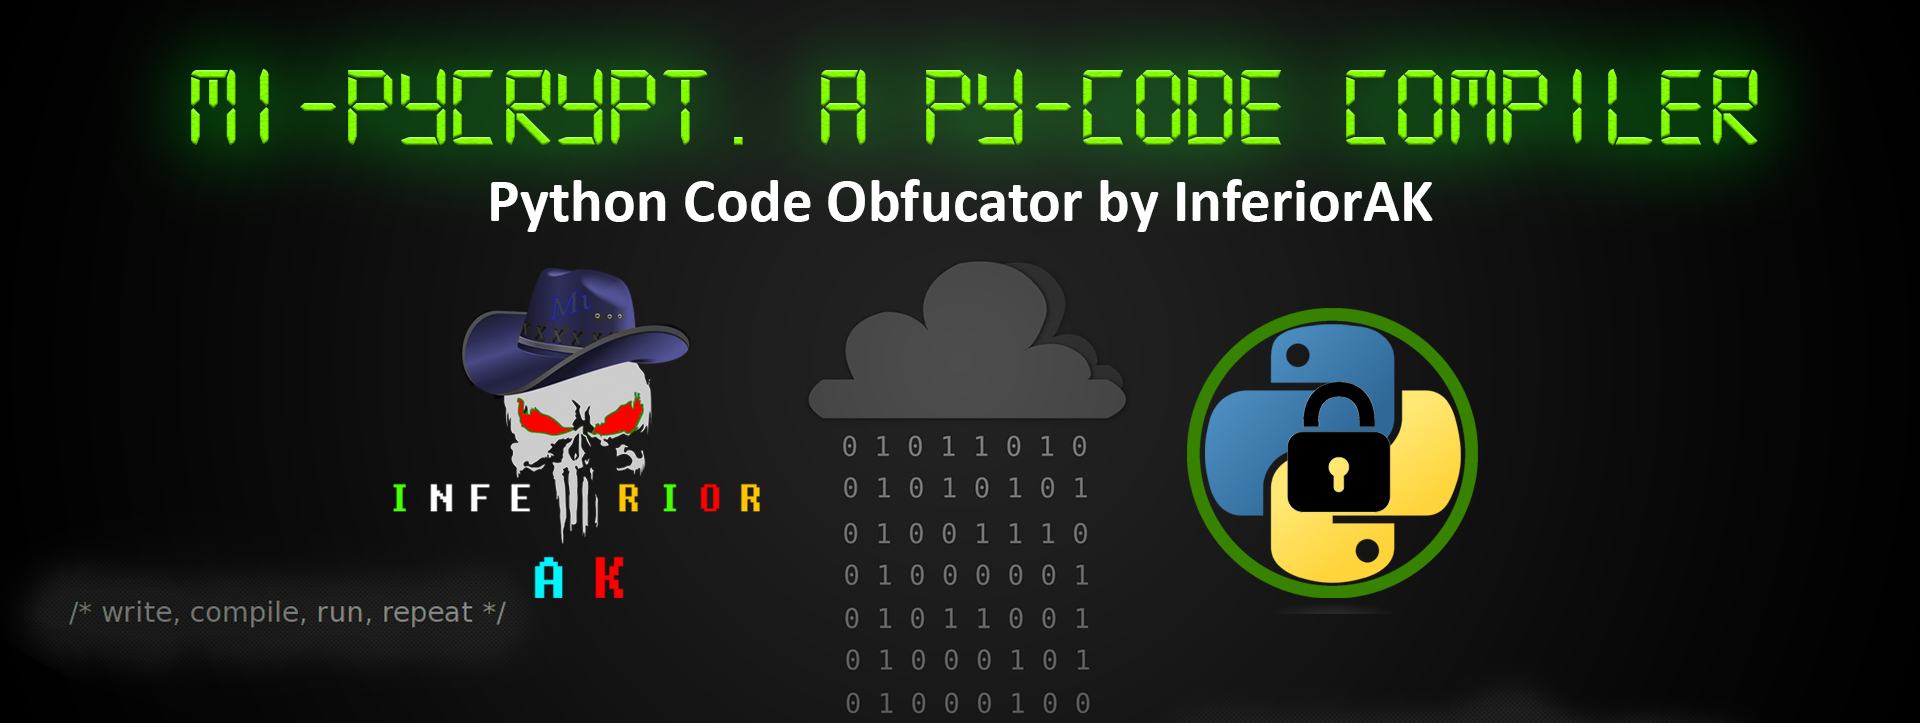 M1-PYCRYPT. A PY-CODE COMPILER
Python Code Obfucator by InferiorAK
M1
INFERIOR
AK
/* write, compile, run, repeat */
0 1 0 1 1 0 1 0
0 1 0 1 0 1 0 1
0 1 0 0 1 1 1 0
0 1 0 0 0 0 0 1
0 1 0 1 1 0 0 1
0 1 0 0 0 1 0 1
0 1 0 0 0 1 0 0